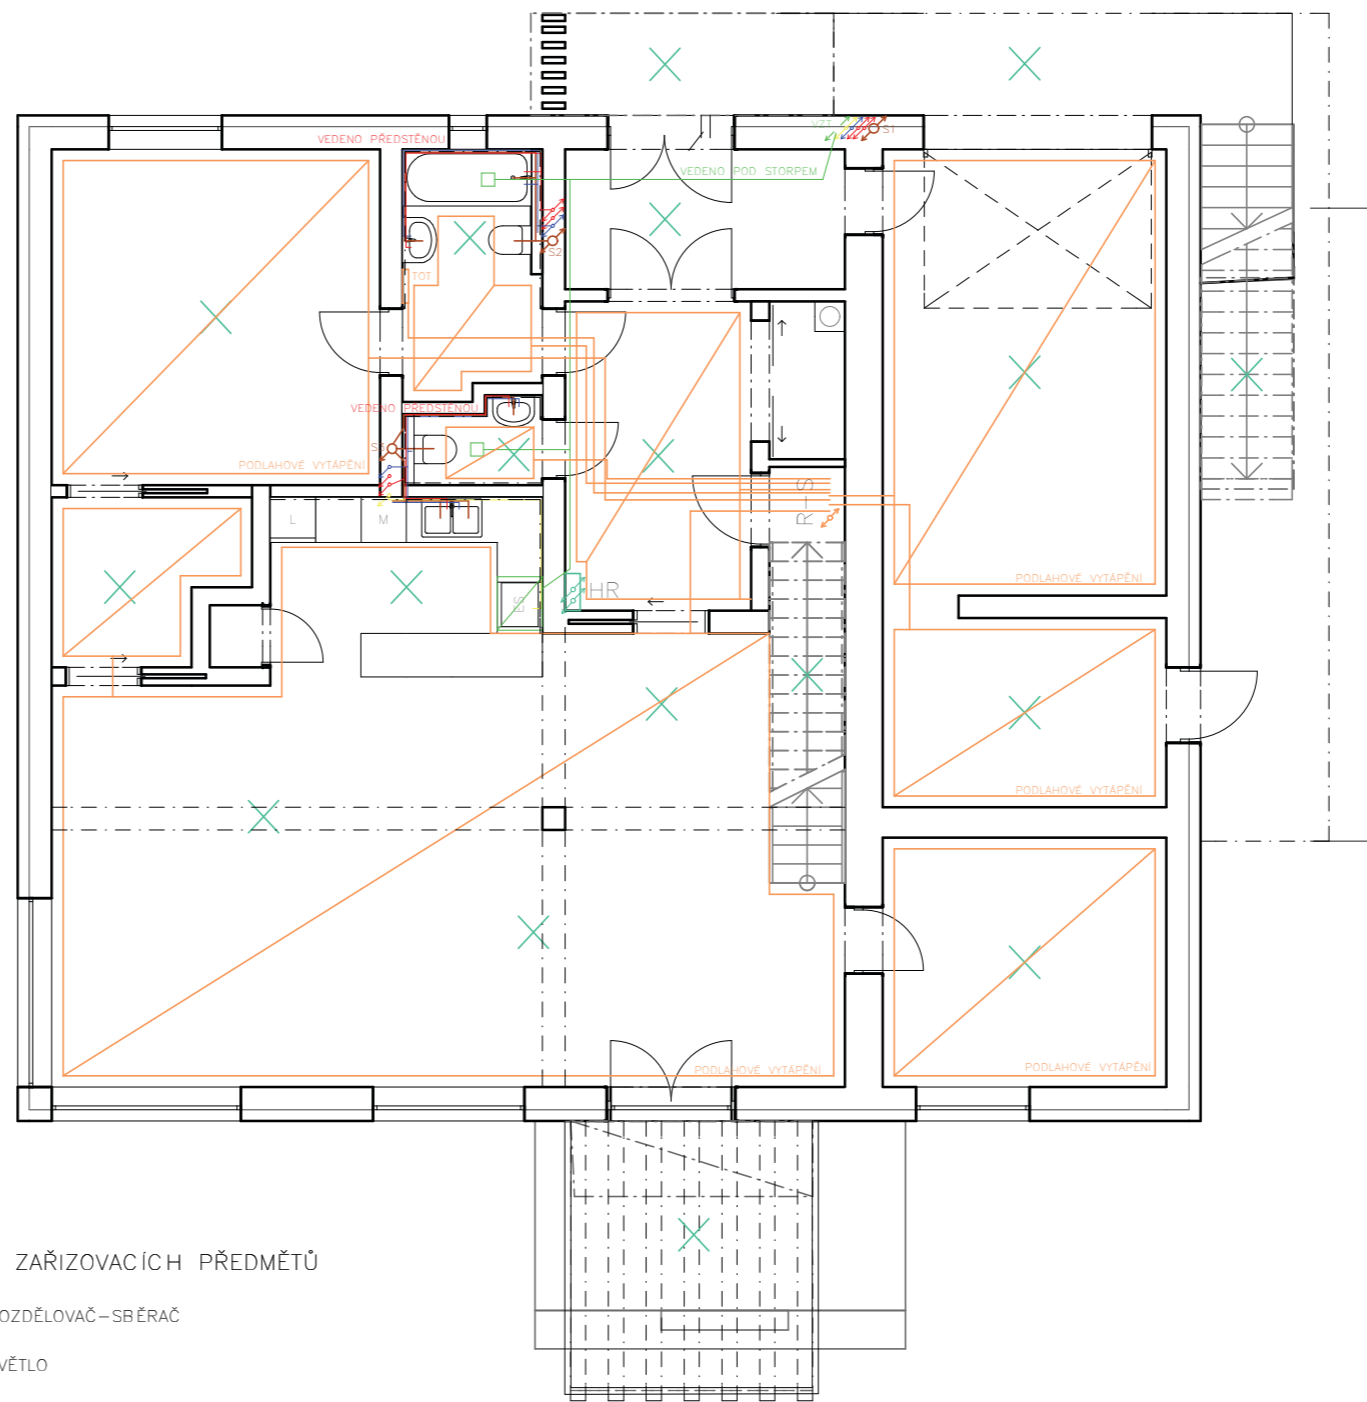 VEDENO PŘEDSTĚNOU
VZT
S1
VEDENO POD STORPEM
S2
TOT
VEDENO PŘEDSTĚNOU
S3
PODLAHOVÉ VYTÁPĚNÍ
L
M
R-S
PODLAHOVÉ VYTÁPĚNÍ
HR
PODLAHOVÉ VYTÁPĚNÍ
PODLAHOVÉ VYTÁPĚNÍ
PODLAHOVÉ VYTÁPĚNÍ
ZAŘIZOVACÍCH PŘEDMĚTŮ
OZDĚLOVAČ-SBĚRAČ
VĚTLO